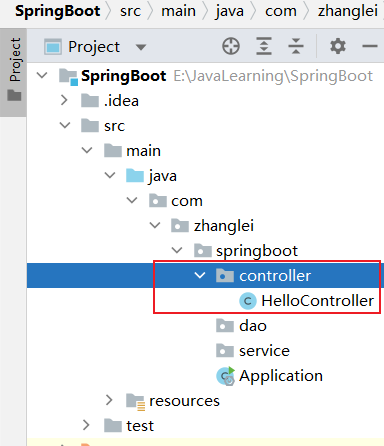 SpringBoot src main java com zhanglei
Project
Project
SpringBoot E:\JavaLearning\SpringBoot
.idea
src
main
java
com
zhanglei
springboot
controller
HelloController
dao
service
Application
resources
test